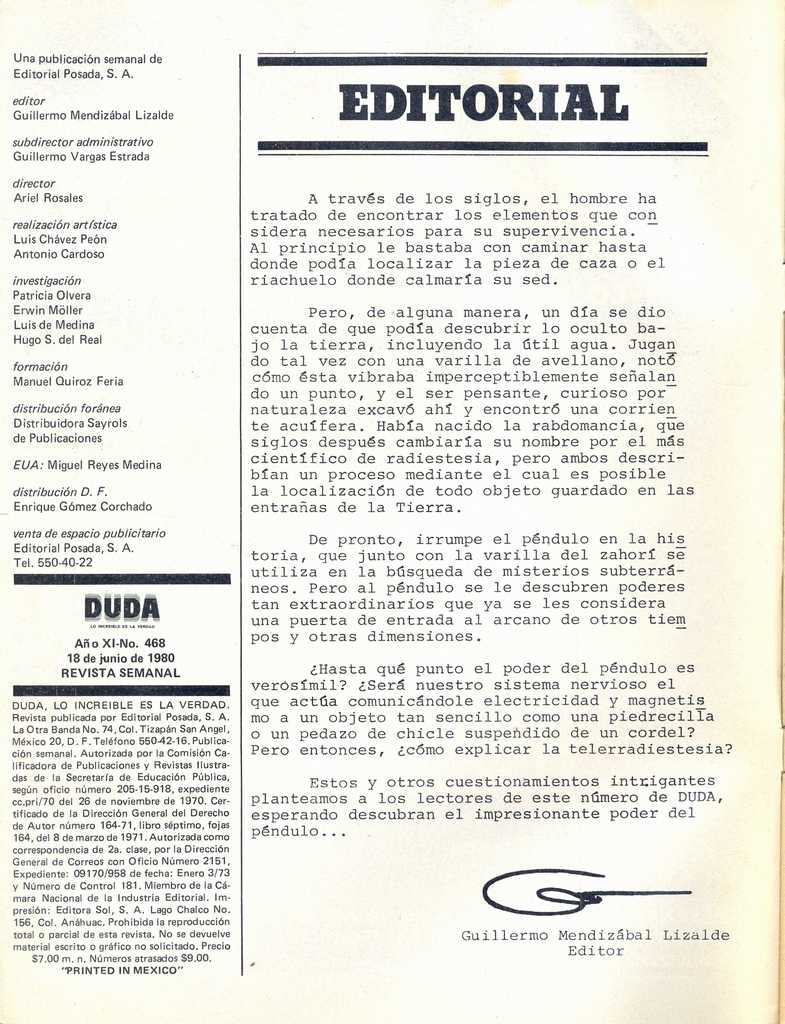 Una publicación semanal de
Editorial Posada, S. A.
editor
Guillermo Mendizábal Lizalde
subdirector administrativo
Guillermo Vargas Estrada
director
Ariel Rosales
realización artística
Luis Chávez Peón
Antonio Cardoso
investigación
Patricia Olvera
Erwin Möller
Luis de Medina
Hugo S. del Real
formación
Manuel Quiroz Feria
distribución foránea
Distribuidora Sayrols
de Publicaciones
EUA: Miguel Reyes Medina
distribución D. F.
Enrique Gómez Corchado
venta de espacio publicitario
Editorial Posada, S. A.
Tel. 550-40-22
DUDA
LO INCREIBLE ES LA VERDAD
Año XI-No. 468
18 de junio de 1980
REVISTA SEMANAL
DUDA, LO INCREIBLE ES LA VERDAD.
Revista publicada por Editorial Posada, S. A.
La Otra Banda No. 74, Col. Tizapán San Angel,
México 20, D. F. Teléfono 550-42-16. Publica-
ción semanal. Autorizada por la Comisión Ca-
lificadora de Publicaciones y Revistas Ilustra-
das de la Secretaría de Educación Pública,
según oficio número 205-15-918, expediente
cc.pri/70 del 26 de noviembre de 1970. Cer-
tificado de la Dirección General del Derecho
de Autor número 164-71, libro séptimo, fojas
164, del 8 de marzo de 1971. Autorizada como
correspondencia de 2a. clase, por la Dirección
General de Correos con Oficio Número 2151,
Expediente: 09170/958 de fecha: Enero 3/73
y Número de Control 181. Miembro de la Cá-
mara Nacional de la Industria Editorial. Im-
presión: Editora Sol, S. A. Lago Chalco No.
156, Col. Anáhuac. Prohibida la reproducción
total o parcial de esta revista. No se devuelve
material escrito o gráfico no solicitado. Precio
$7.00 m. n. Números atrasados $9.00.
"PRINTED IN MEXICO"
EDITORIAL
A través de los siglos, el hombre ha
tratado de encontrar los elementos que con
sidera necesarios para su supervivencia.
Al principio le bastaba con caminar hasta
donde podía localizar la pieza de caza o el
riachuelo donde calmaría su sed.
Pero, de alguna manera, un día se dio
cuenta de que podía descubrir lo oculto ba-
jo la tierra, incluyendo la útil agua. Jugan
do tal vez con una varilla de avellano, notó
cómo ésta vibraba imperceptiblemente señalan
do un punto, y el ser pensante, curioso por
naturaleza excavó ahí y encontró una corrien
te acuífera. Había nacido la rabdomancia, que
siglos después cambiaría su nombre por el más
científico de radiestesia, pero ambos descri-
bían un proceso mediante el cual es posible
la localización de todo objeto guardado en las
entrañas de la Tierra.
De pronto, irrumpe el péndulo en la his
toria, que junto con la varilla del zahorí se
utiliza en la búsqueda de misterios subterrá-
neos. Pero al péndulo se le descubren poderes
tan extraordinarios que ya se les considera
una puerta de entrada al arcano de otros tiem
pos y otras dimensiones.
¿Hasta qué punto el poder del péndulo es
verosímil? ¿Será nuestro sistema nervioso el
que actúa comunicándole electricidad y magnetis
mo a un objeto tan sencillo como una piedrecilla
o un pedazo de chicle suspendido de un cordel?
Pero entonces, ¿cómo explicar la telerradiestesia?
Estos y otros cuestionamientos intrigantes
planteamos a los lectores de este número de DUDA,
esperando descubran el impresionante poder del
péndulo...
Guillermo Mendizábal Lizalde
Editor